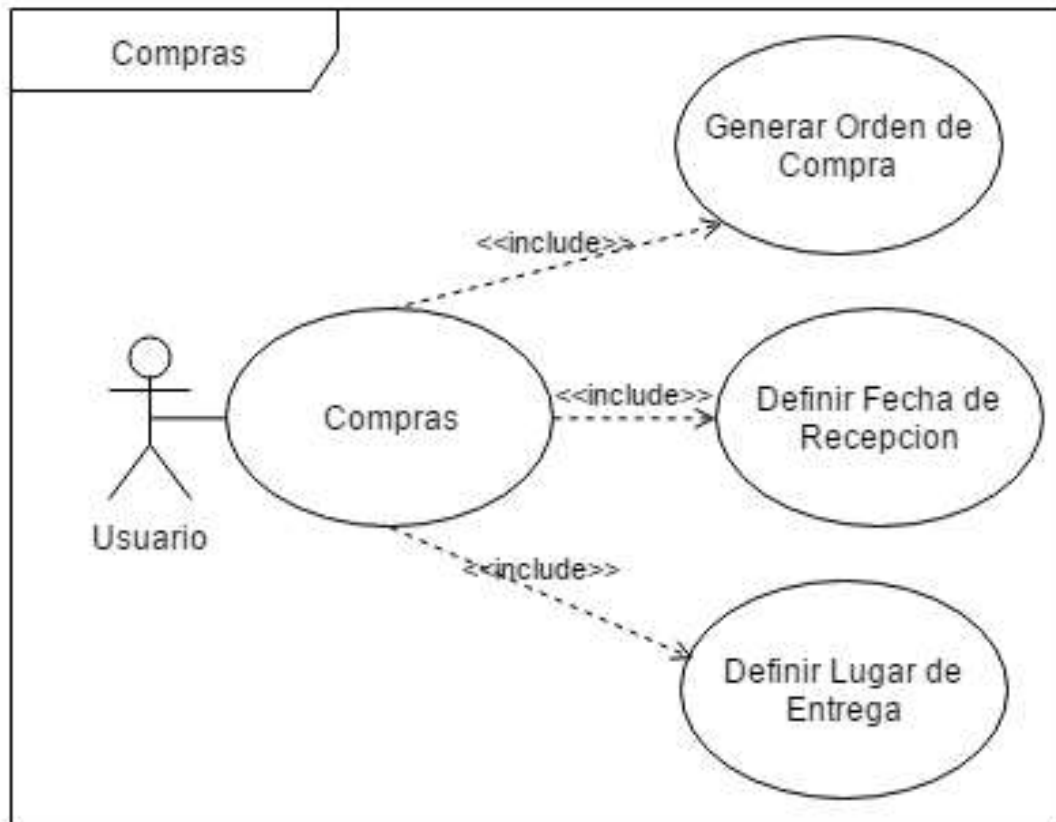 Compras
Generar Orden de
Compra
<<include>>
Usuario
Compras
<<include>>
Definir Fecha de
Recepcion
<<include>>
Definir Lugar de
Entrega